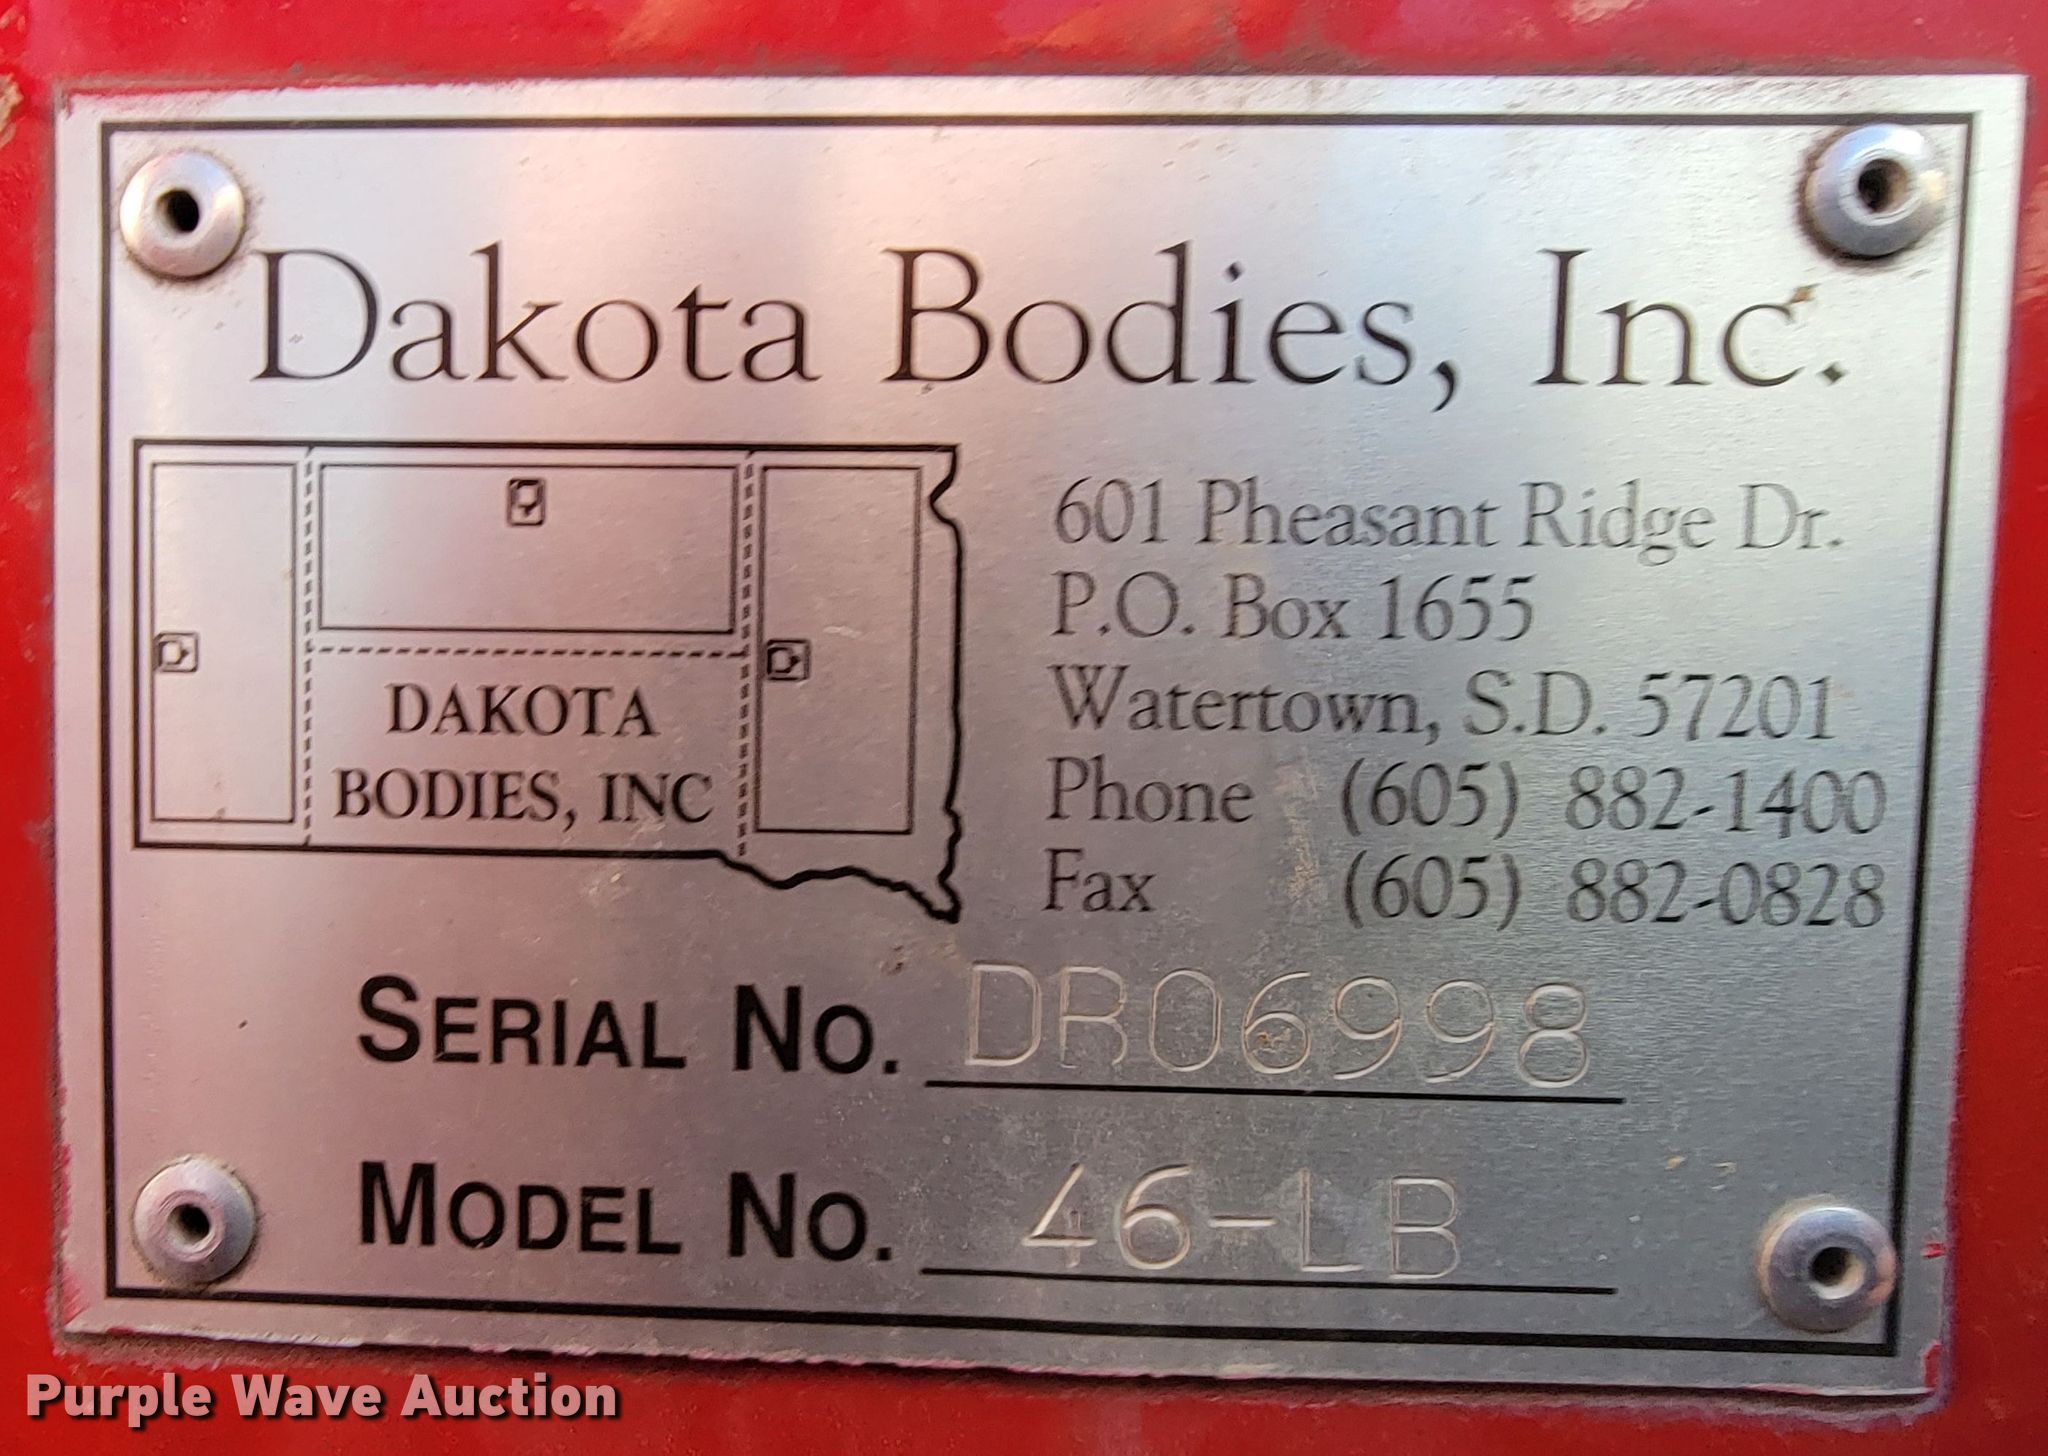 Dakota Bodies, Inc.
DAKOTA
BODIES, INC
601 Pheasant Ridge Dr.
P.O. Box 1655
Watertown, S.D. 57201
Phone (605) 882-1400
Fax (605) 882-0828
SERIAL NO. DR06998
MODEL NO. 46-LB
Purple Wave Auction